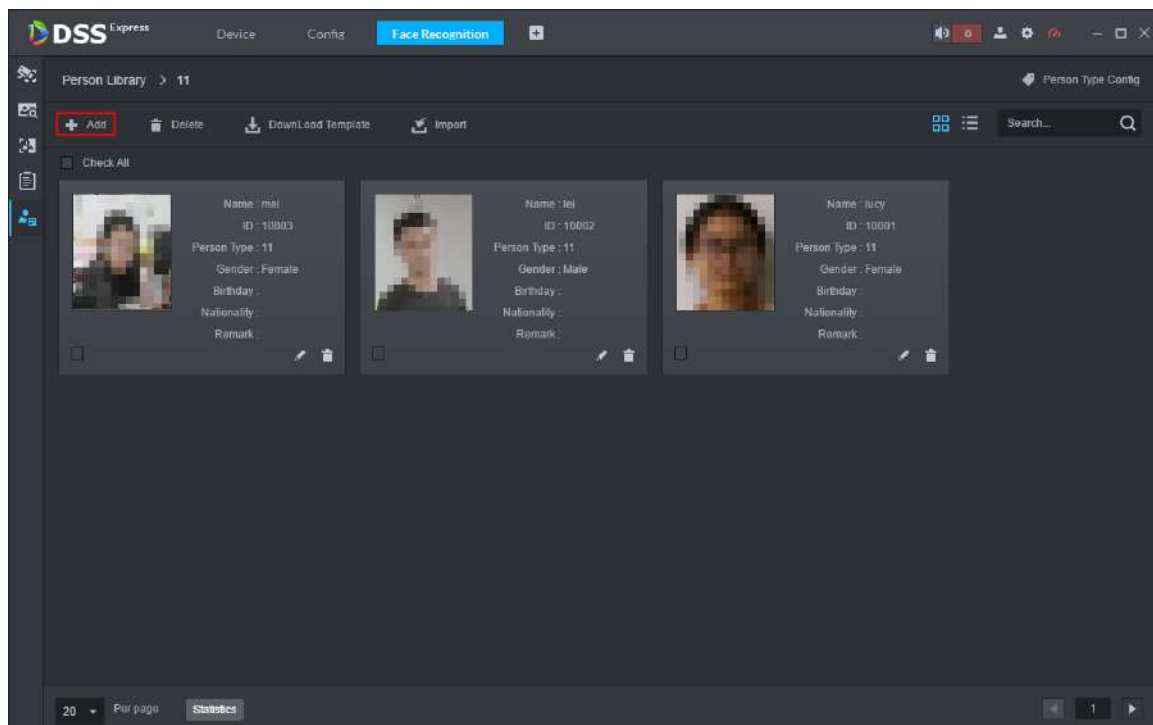 DSS Express Device Config Face Recognition 0
Person Library > 11 Person Type Config
Add Delete DownLoad Template Import Search...
Check All
Name : mei
ID : 10003
Person Type : 11
Gender : Female
Birthday :
Nationality :
Remark :
Name : lei
ID : 10002
Person Type : 11
Gender : Male
Birthday :
Nationality :
Remark :
Name : lucy
ID : 10001
Person Type : 11
Gender : Female
Birthday :
Nationality :
Remark :
20 Per page Statistics 1